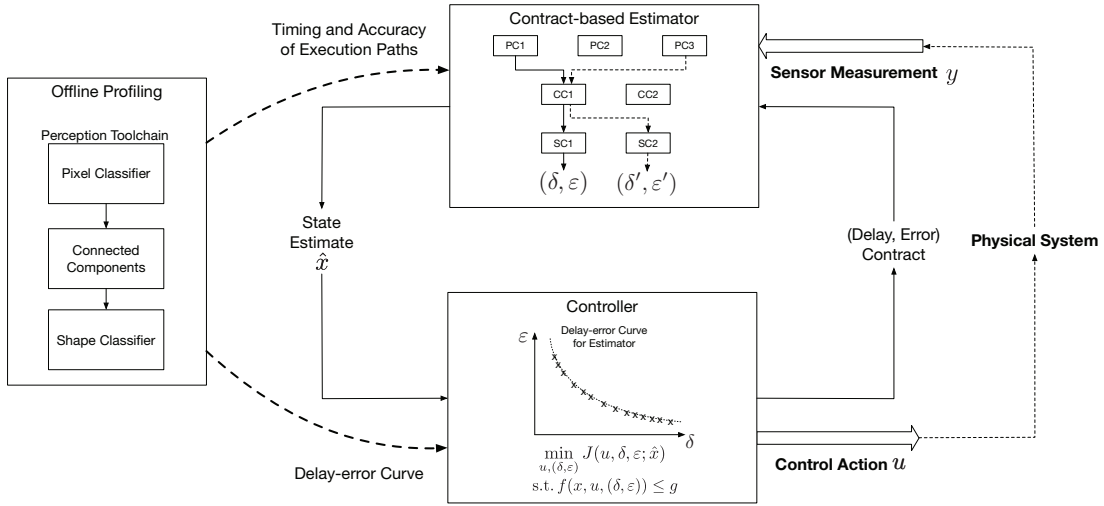 Offline Profiling
Perception Toolchain
Pixel Classifier
Connected
Components
Shape Classifier
Timing and Accuracy
of Execution Paths
Delay-error Curve
Contract-based Estimator
PC1 PC2 PC3
CC1 CC2
SC1 SC2
(δ, ε) (δ′, ε′)
State
Estimate
x̂
Controller
Delay-error Curve
for Estimator
ε
δ
min J(u, δ, ε; x̂)
u,(δ,ε)
s.t. f(x, u, (δ, ε)) ≤ g
(Delay, Error)
Contract
Sensor Measurement y
Physical System
Control Action u